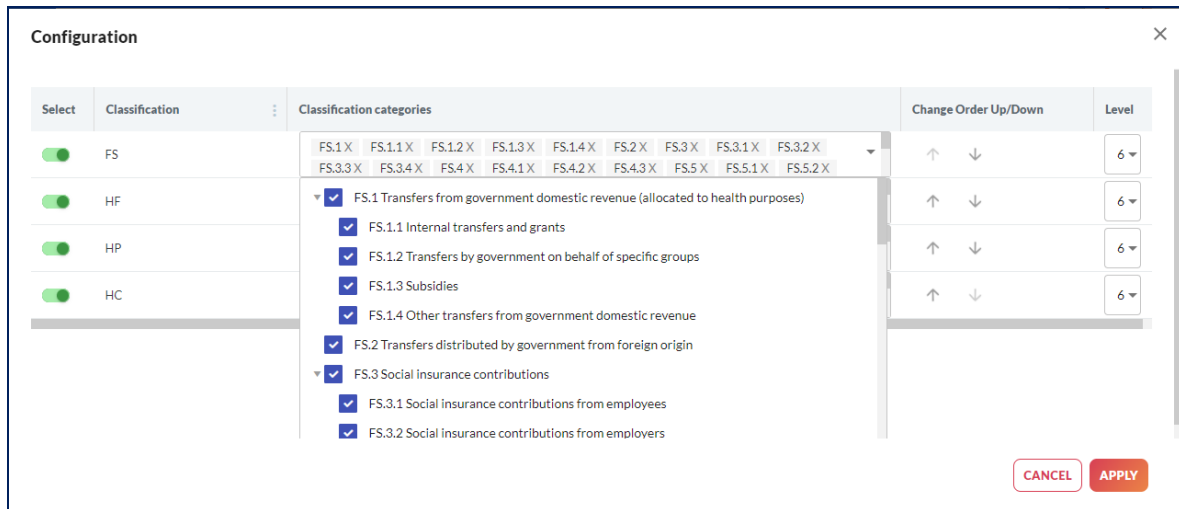 Configuration
×
Select Classification Classification categories Change Order Up/Down Level
FS
FS.1 X FS.1.1 X FS.1.2 X FS.1.3 X FS.1.4 X FS.2 X FS.3 X FS.3.1 X FS.3.2 X
FS.3.3 X FS.3.4 X FS.4 X FS.4.1 X FS.4.2 X FS.4.3 X FS.5 X FS.5.1 X FS.5.2 X
6
FS.1 Transfers from government domestic revenue (allocated to health purposes)
HF
6
FS.1.1 Internal transfers and grants
HP
FS.1.2 Transfers by government on behalf of specific groups
6
FS.1.3 Subsidies
HC
6
FS.1.4 Other transfers from government domestic revenue
FS.2 Transfers distributed by government from foreign origin
FS.3 Social insurance contributions
FS.3.1 Social insurance contributions from employees
FS.3.2 Social insurance contributions from employers
CANCEL APPLY